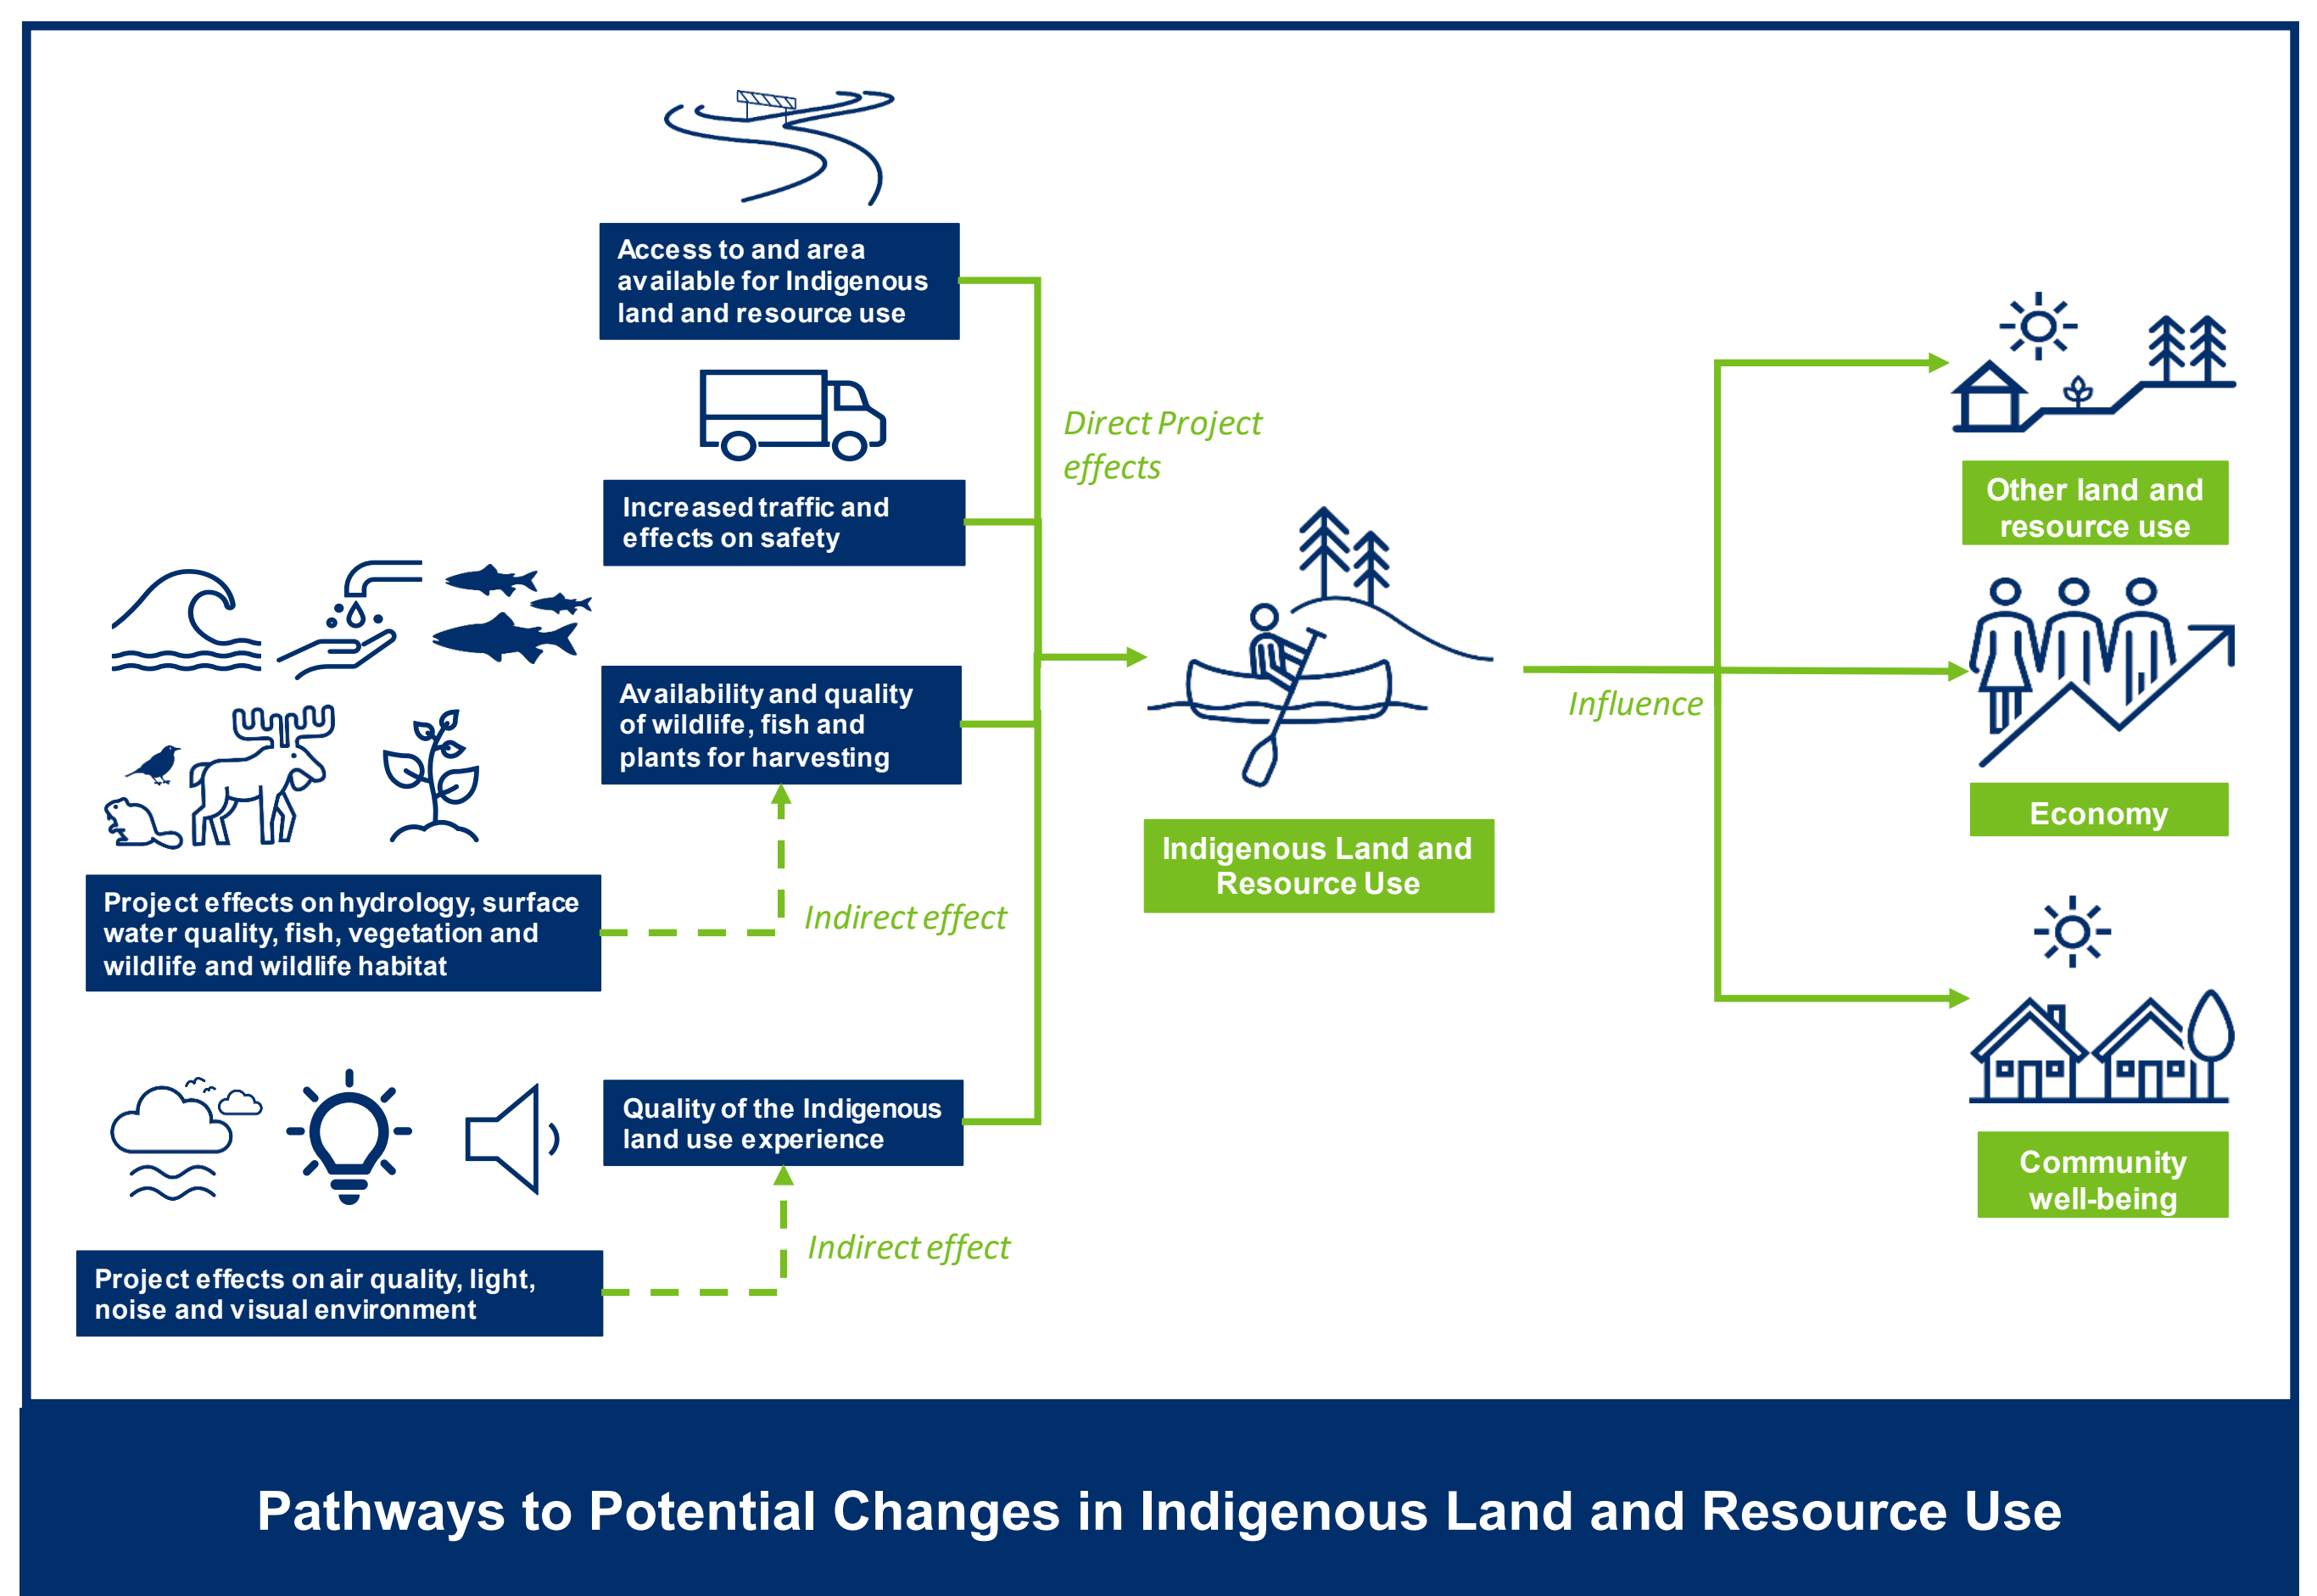 Access to and area
available for Indigenous
land and resource use
Direct Project
effects
Increased traffic and
effects on safety
Other land and
resource use
Availability and quality
of wildlife, fish and
plants for harvesting
Influence
Economy
Indigenous Land and
Resource Use
Project effects on hydrology, surface
water quality, fish, vegetation and
wildlife and wildlife habitat
Indirect effect
Quality of the Indigenous
land use experience
Community
well-being
Indirect effect
Project effects on air quality, light,
noise and visual environment
Pathways to Potential Changes in Indigenous Land and Resource Use